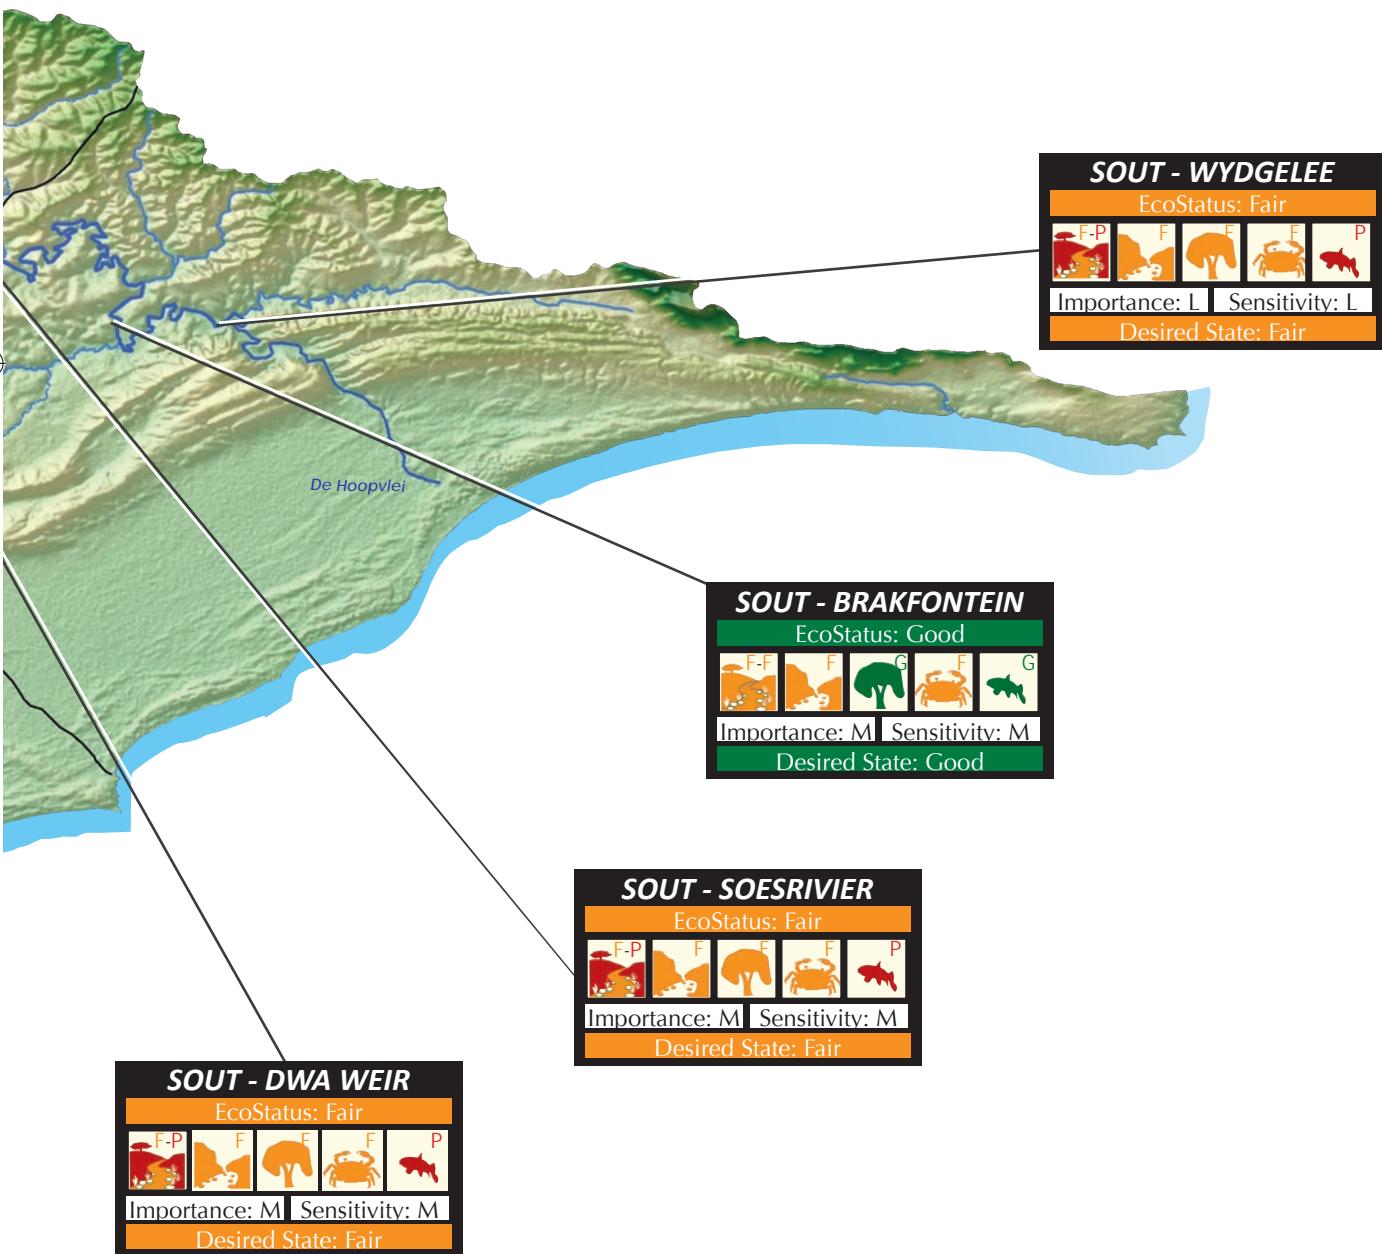 SOUT - WYDGELEE
EcoStatus: Fair
F-P F F F P
Importance: L Sensitivity: L
Desired State: Fair
De Hoopvlei
SOUT - BRAKFONTEIN
EcoStatus: Good
F-F F G F G
Importance: M Sensitivity: M
Desired State: Good
SOUT - SOESRIVIER
EcoStatus: Fair
F-P F F F P
Importance: M Sensitivity: M
Desired State: Fair
SOUT - DWA WEIR
EcoStatus: Fair
F-P F F F P
Importance: M Sensitivity: M
Desired State: Fair